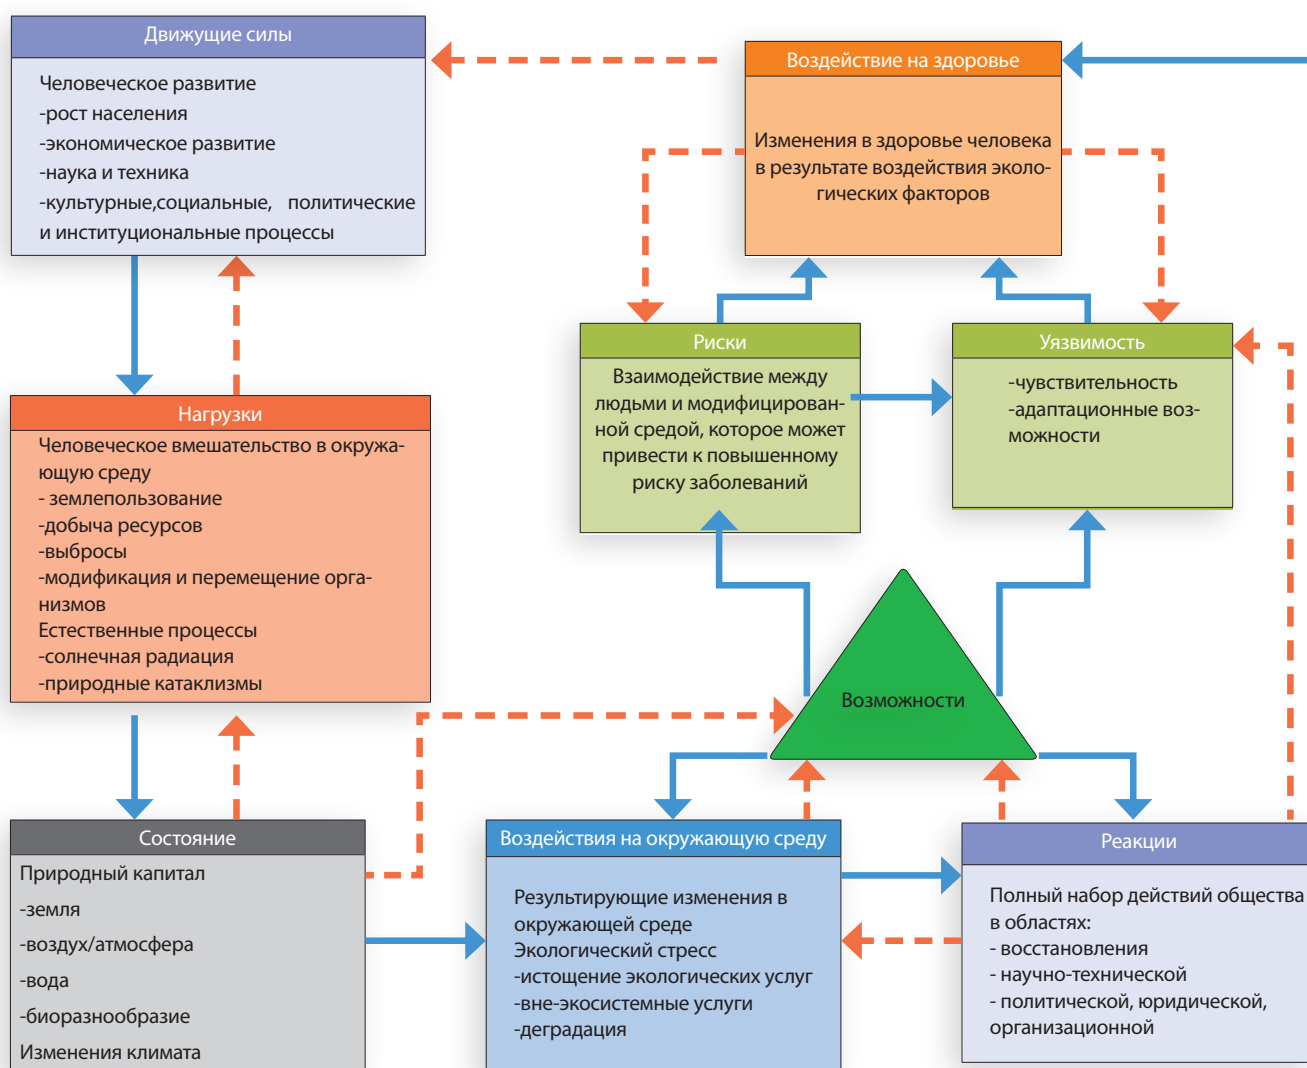 Движущие силы
Человеческое развитие
-рост населения
-экономическое развитие
-наука и техника
-культурные,социальные, политические
и институциональные процессы
Воздействие на здоровье
Изменения в здоровье человека
в результате воздействия эколо-
гических факторов
Риски
Взаимодействие между
людьми и модифицирован-
ной средой, которое может
привести к повышенному
риску заболеваний
Уязвимость
-чувствительность
-адаптационные воз-
можности
Нагрузки
Человеческое вмешательство в окружа-
ющую среду
- землепользование
-добыча ресурсов
-выбросы
-модификация и перемещение орга-
низмов
Естественные процессы
-солнечная радиация
-природные катаклизмы
Возможности
Состояние
Природный капитал
-земля
-воздух/атмосфера
-вода
-биоразнообразие
Изменения климата
Воздействия на окружающую среду
Результирующие изменения в
окружающей среде
Экологический стресс
-истощение экологических услуг
-вне-экосистемные услуги
-деградация
Реакции
Полный набор действий общества
в областях:
- восстановления
- научно-технической
- политической, юридической,
организационной